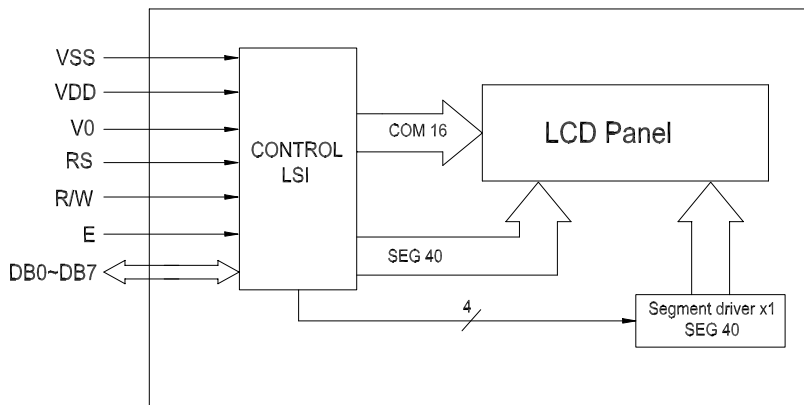 VSS
VDD
V0
RS
R/W
E
DB0~DB7
CONTROL
LSI
COM 16
SEG 40
LCD Panel
4
Segment driver x1
SEG 40